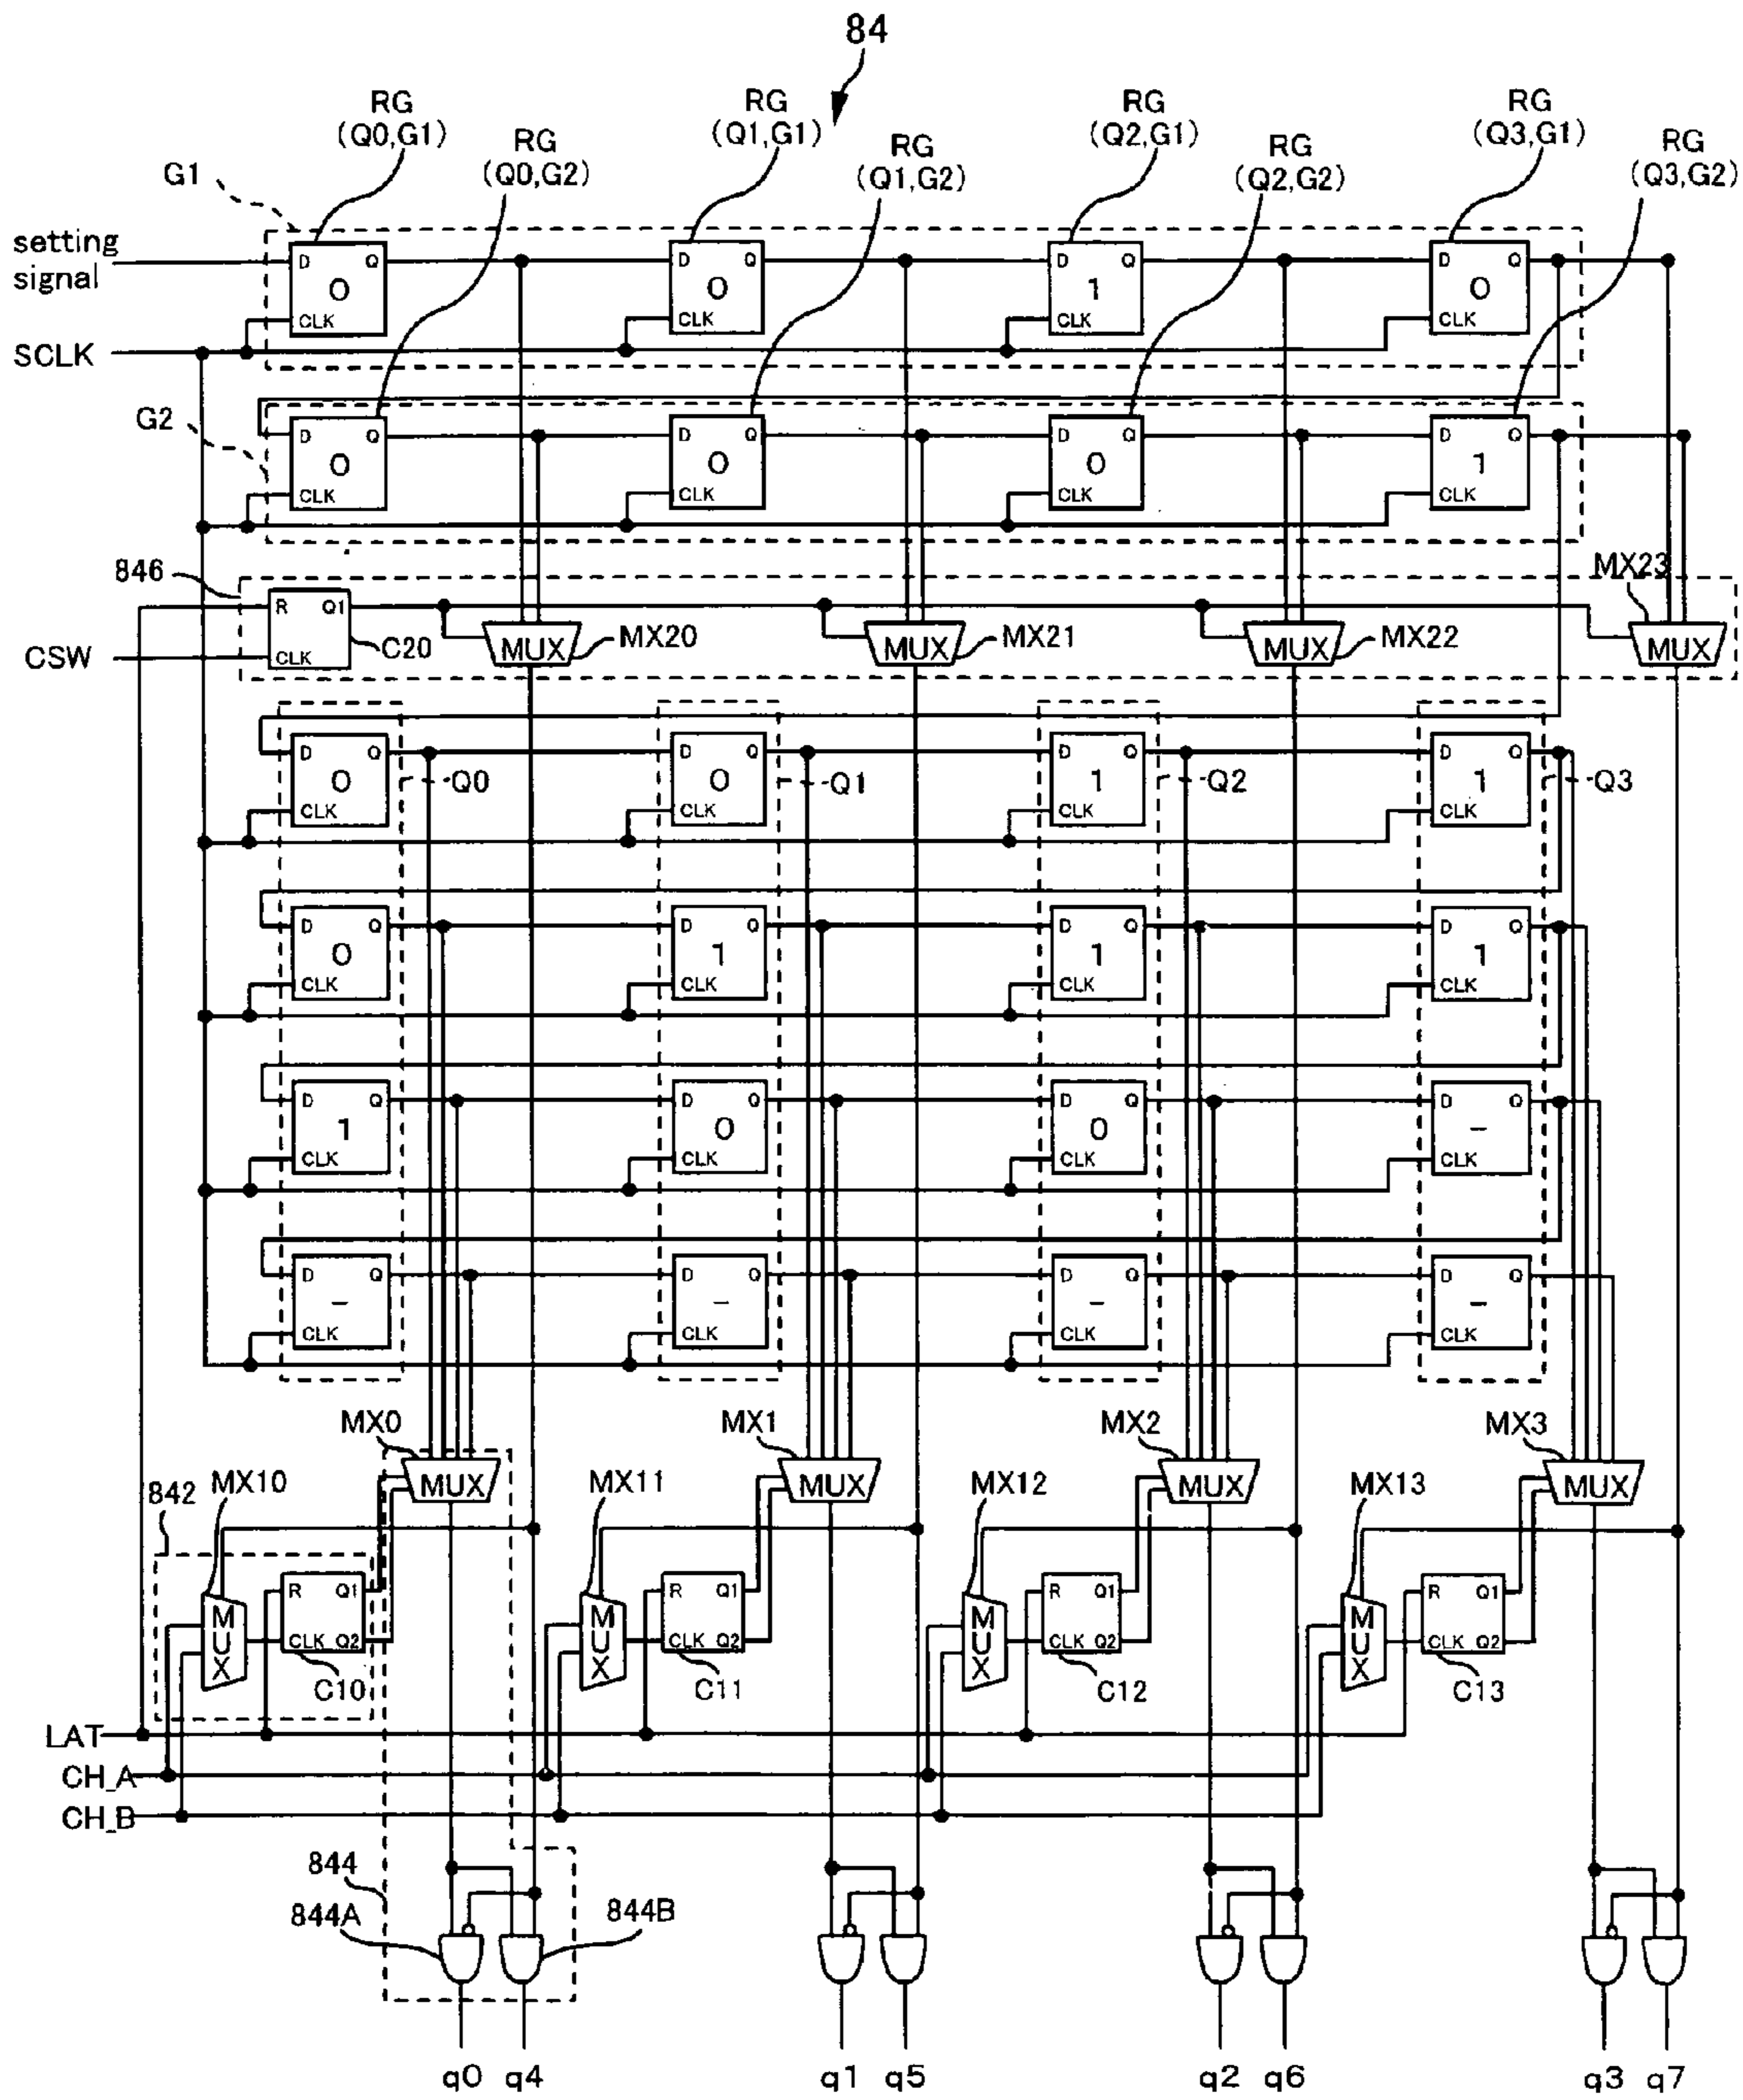 84
RG
(Q0,G1)
RG
(Q0,G2)
RG
(Q1,G1)
RG
(Q1,G2)
RG
(Q2,G1)
RG
(Q2,G2)
RG
(Q3,G1)
RG
(Q3,G2)
G1
setting
signal
D Q 0 CLK
D Q 0 CLK
D Q 1 CLK
D Q 0 CLK
SCLK
G2
D Q 0 CLK
D Q 0 CLK
D Q 0 CLK
D Q 1 CLK
846
R Q1 CLK
C20
CSW
MUX MX20
MUX MX21
MUX MX22
MX23
MUX
D Q 0 CLK
Q0
D Q 0 CLK
Q1
D Q 1 CLK
Q2
D Q 1 CLK
Q3
D Q 0 CLK
D Q 1 CLK
D Q 1 CLK
D Q 1 CLK
D Q 1 CLK
D Q 0 CLK
D Q 0 CLK
D Q – CLK
D Q – CLK
D Q – CLK
D Q – CLK
D Q – CLK
MX0
MUX
MX1
MUX
MX2
MUX
MX3
MUX
842
MX10
MUX
R Q1
CLK Q2
C10
MX11
MUX
R Q1
CLK Q2
C11
MX12
MUX
R Q1
CLK Q2
C12
MX13
MUX
R Q1
CLK Q2
C13
LAT
CH_A
CH_B
844
844A
844B
q0 q4 q1 q5 q2 q6 q3 q7